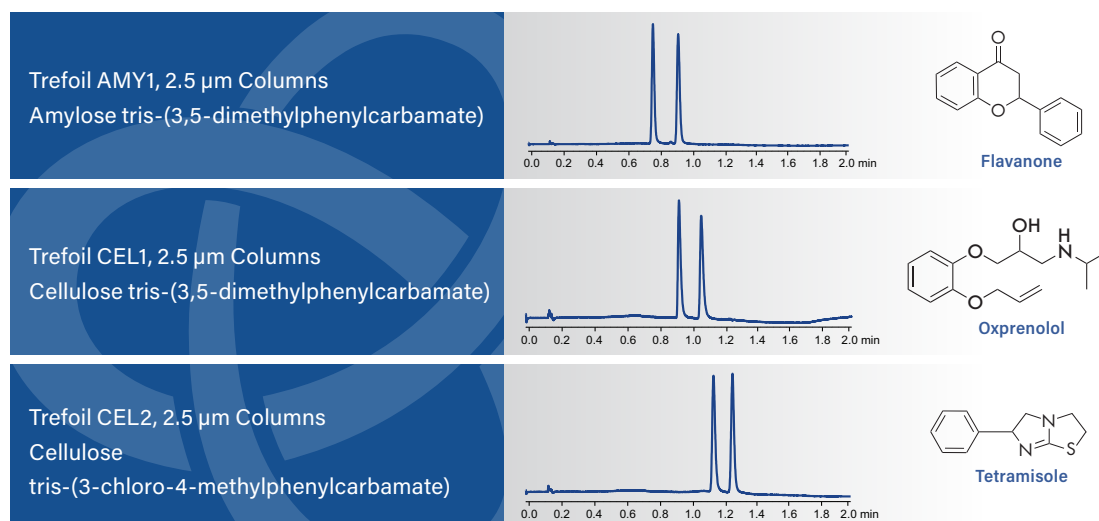 Trefoil AMY1, 2.5 µm Columns
Amylose tris-(3,5-dimethylphenylcarbamate)
0.0 0.2 0.4 0.6 0.8 1.0 1.2 1.4 1.6 1.8 2.0 min
O
O
Flavanone
Trefoil CEL1, 2.5 µm Columns
Cellulose tris-(3,5-dimethylphenylcarbamate)
0.0 0.2 0.4 0.6 0.8 1.0 1.2 1.4 1.6 1.8 2.0 min
OH
H
O N
O
Oxprenolol
Trefoil CEL2, 2.5 µm Columns
Cellulose
tris-(3-chloro-4-methylphenylcarbamate)
0.0 0.2 0.4 0.6 0.8 1.0 1.2 1.4 1.6 1.8 2.0 min
N
N S
Tetramisole